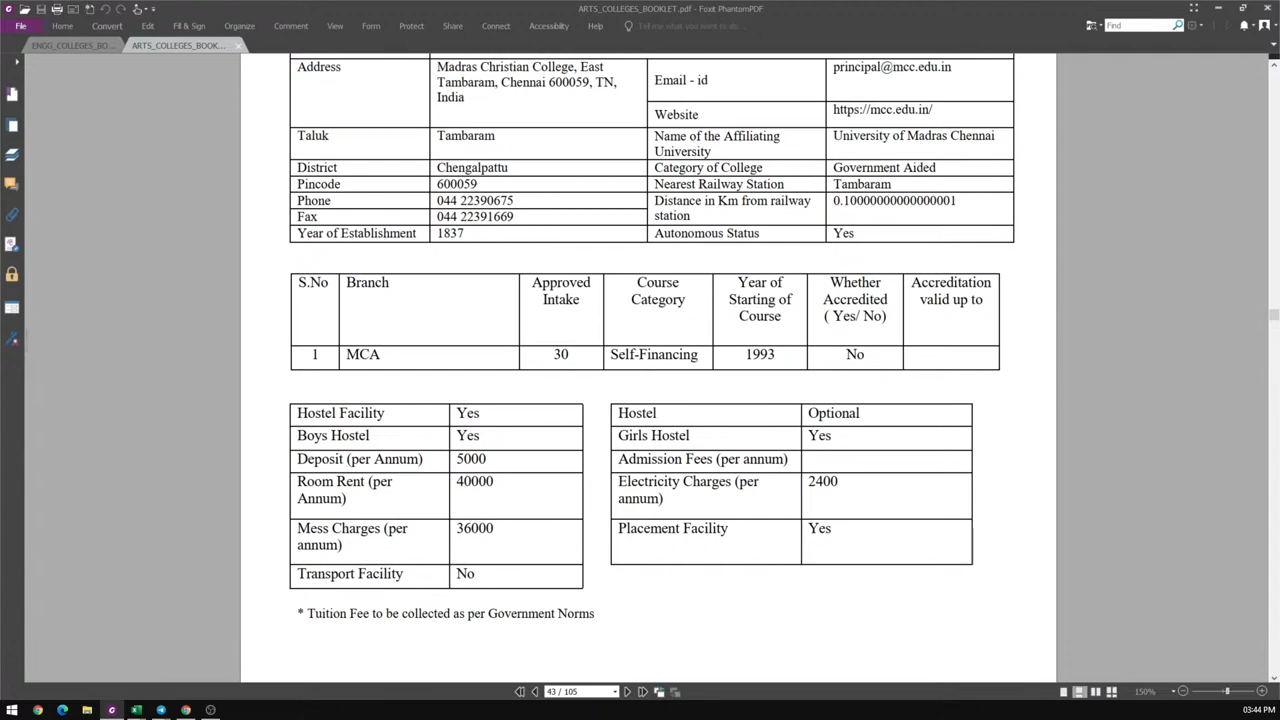 ARTS_COLLEGES_BOOKLET.pdf - Foxit PhantomPDF
File Home Convert Edit Fill & Sign Organize Comment View Form Protect Share Connect Accessibility Help Tell me what you want to do... Find
ENGG_COLLEGES_BO... ARTS_COLLEGES_BOOK...
Address Madras Christian College, East Tambaram, Chennai 600059, TN, India
Email - id principal@mcc.edu.in
Website https://mcc.edu.in/
Taluk Tambaram Name of the Affiliating University University of Madras Chennai
District Chengalpattu Category of College Government Aided
Pincode 600059 Nearest Railway Station Tambaram
Phone 044 22390675 Distance in Km from railway station 0.10000000000000001
Fax 044 22391669
Year of Establishment 1837 Autonomous Status Yes
S.No Branch Approved Intake Course Category Year of Starting of Course Whether Accredited ( Yes/ No) Accreditation valid up to
1 MCA 30 Self-Financing 1993 No
Hostel Facility Yes
Boys Hostel Yes
Deposit (per Annum) 5000
Room Rent (per Annum) 40000
Mess Charges (per annum) 36000
Transport Facility No
Hostel Optional
Girls Hostel Yes
Admission Fees (per annum)
Electricity Charges (per annum) 2400
Placement Facility Yes
* Tuition Fee to be collected as per Government Norms
43 / 105
150%
03:44 PM